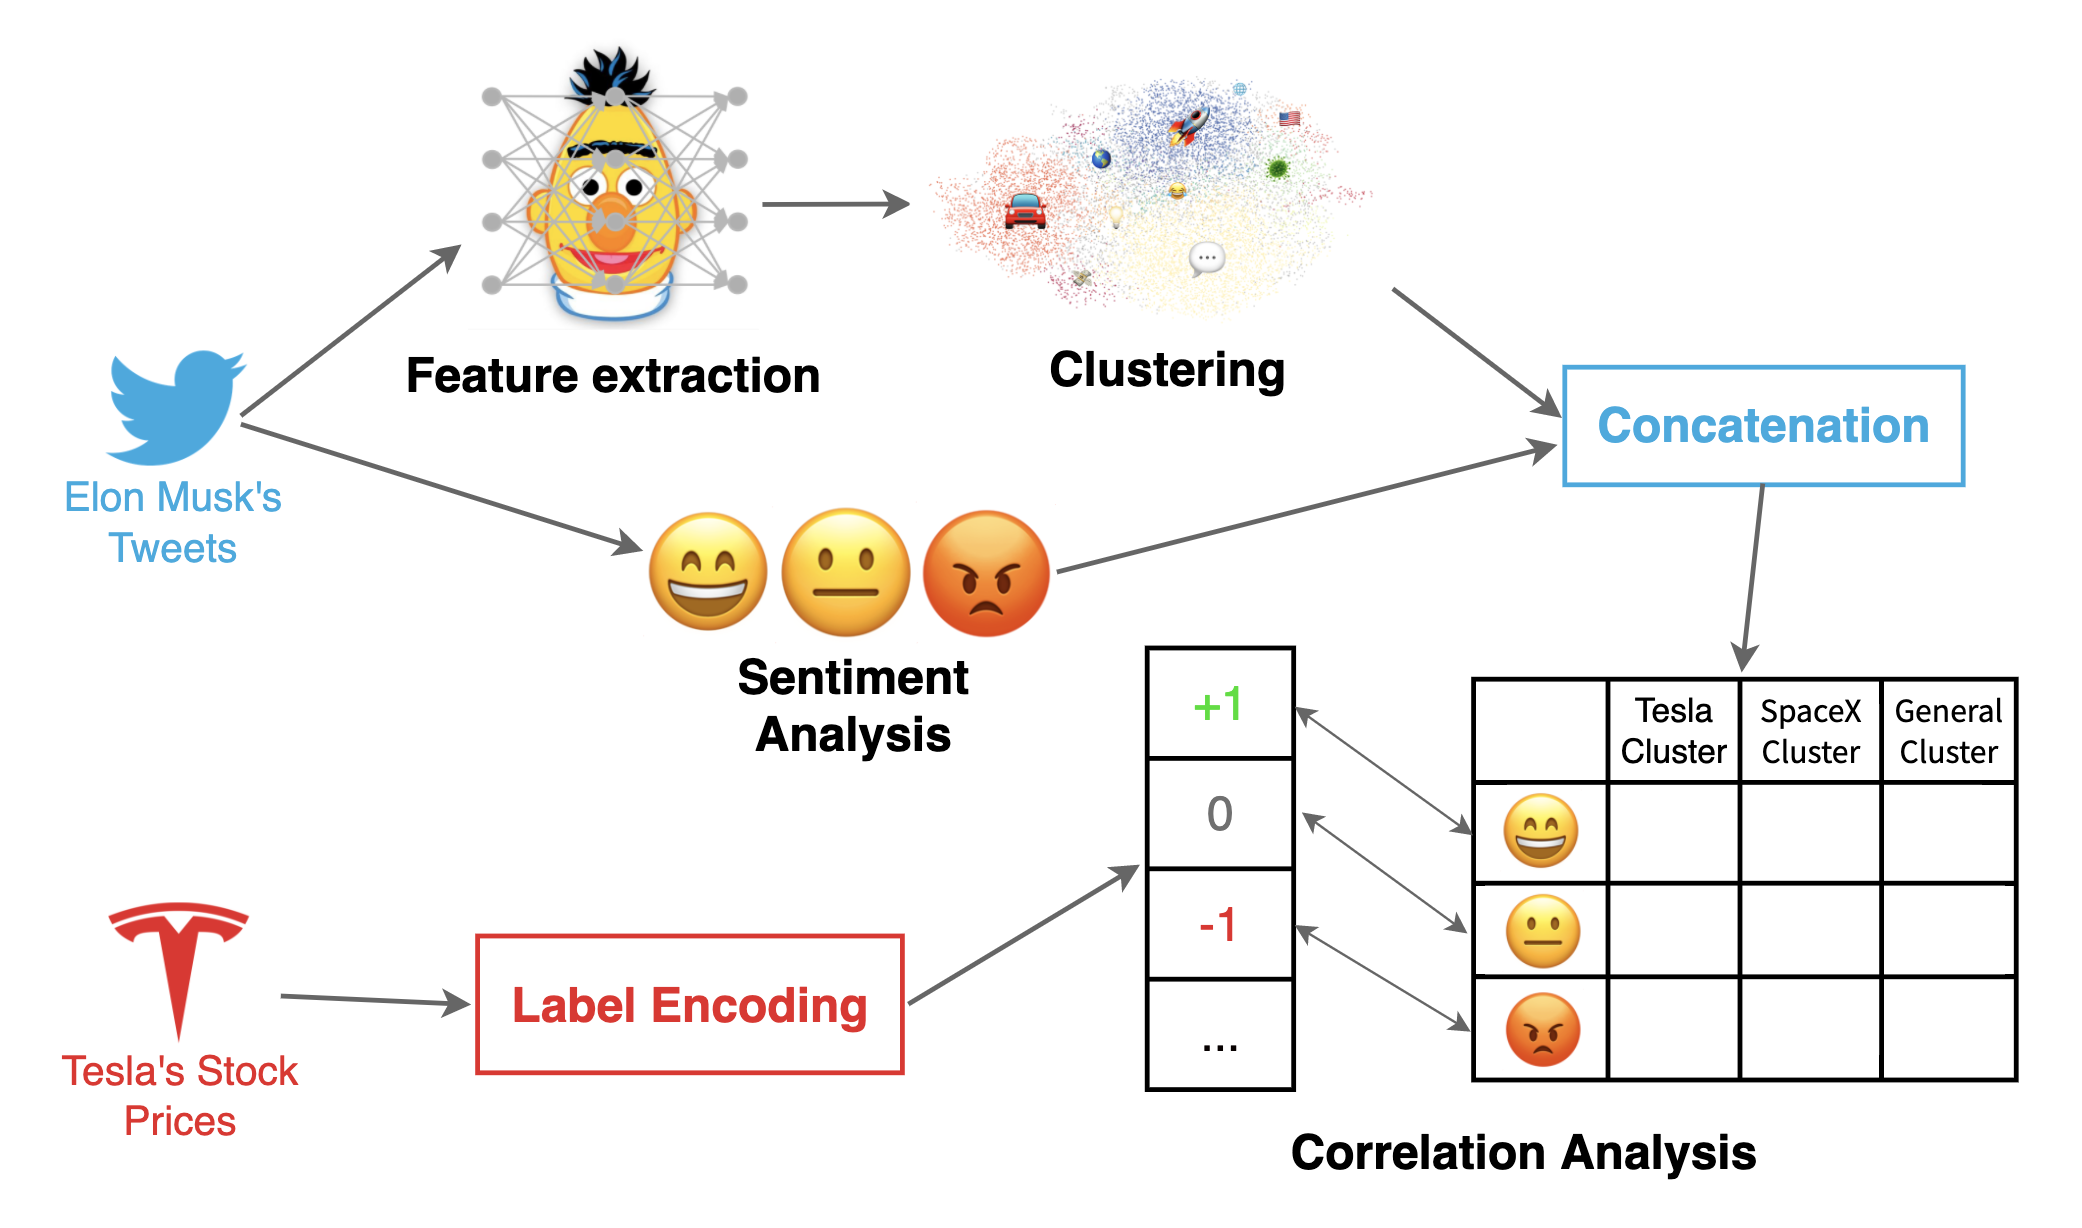 Feature extraction
Clustering
Concatenation
Elon Musk's
Tweets
Sentiment
Analysis
+1
0
-1
...
Tesla
Cluster
SpaceX
Cluster
General
Cluster
Label Encoding
Tesla's Stock
Prices
Correlation Analysis